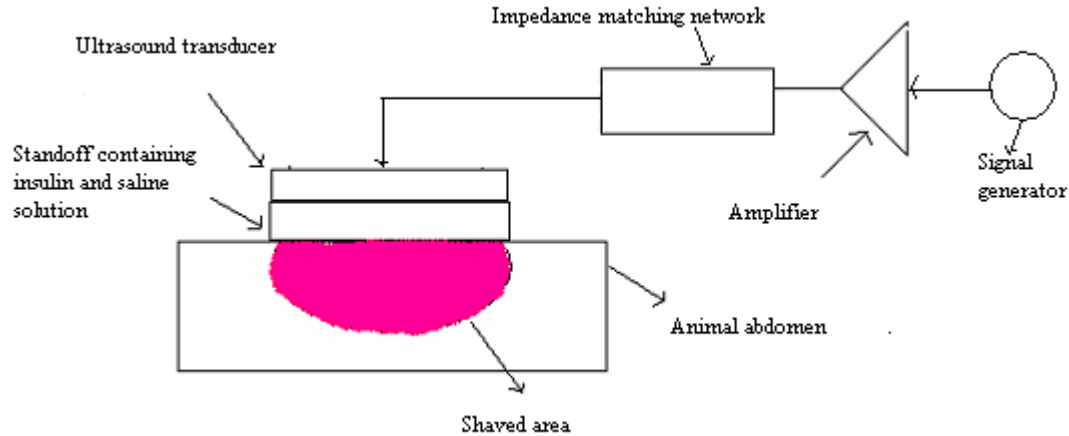 Impedance matching network
Ultrasound transducer
Standoff containing
insulin and saline
solution
Signal
generator
Amplifier
Animal abdomen
Shaved area